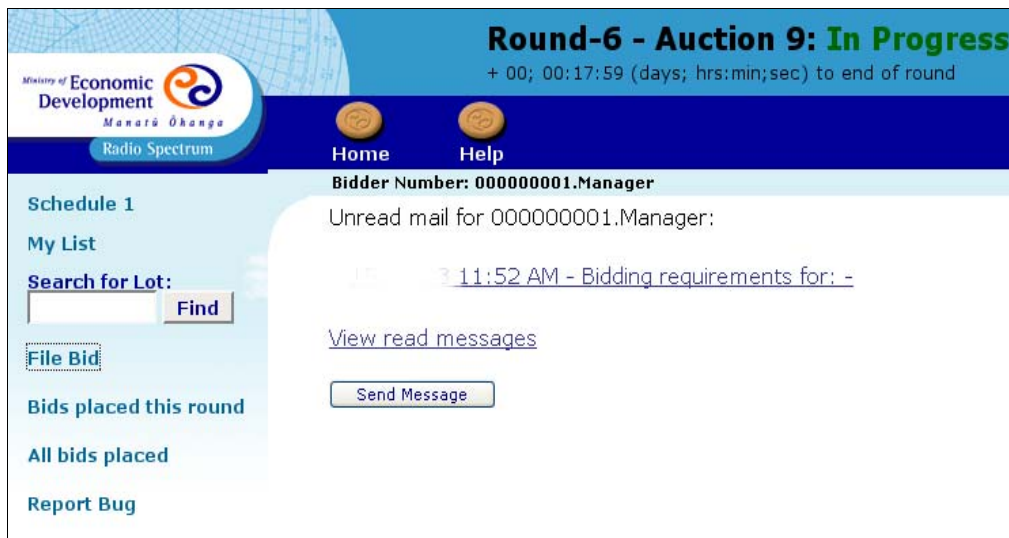 Round-6 - Auction 9: In Progress
+ 00; 00:17:59 (days; hrs:min;sec) to end of round
Ministry of Economic
Development
Manatū Ōhanga
Radio Spectrum
Home Help
Bidder Number: 000000001.Manager
Schedule 1
My List
Search for Lot:
Find
File Bid
Bids placed this round
All bids placed
Report Bug
Unread mail for 000000001.Manager:
11:52 AM - Bidding requirements for: -
View read messages
Send Message